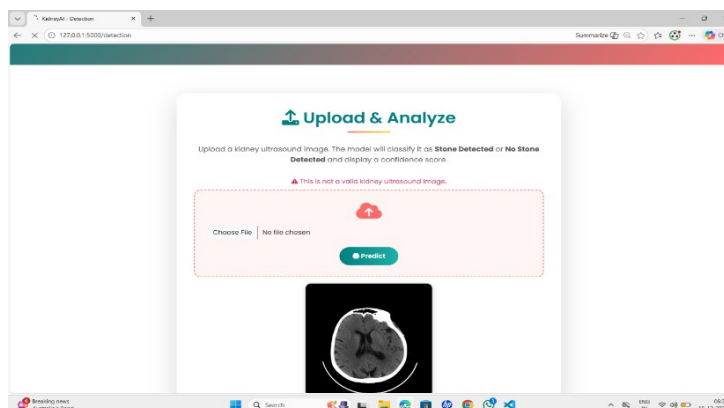 KidneyAI - Detection
127.0.0.1:5000/detection
Summarize
Upload & Analyze
Upload a kidney ultrasound image. The model will classify it as Stone Detected or No Stone
Detected and display a confidence score.
This is not a valid kidney ultrasound image.
Choose File No file chosen
Predict
Breaking news
Search
ENG